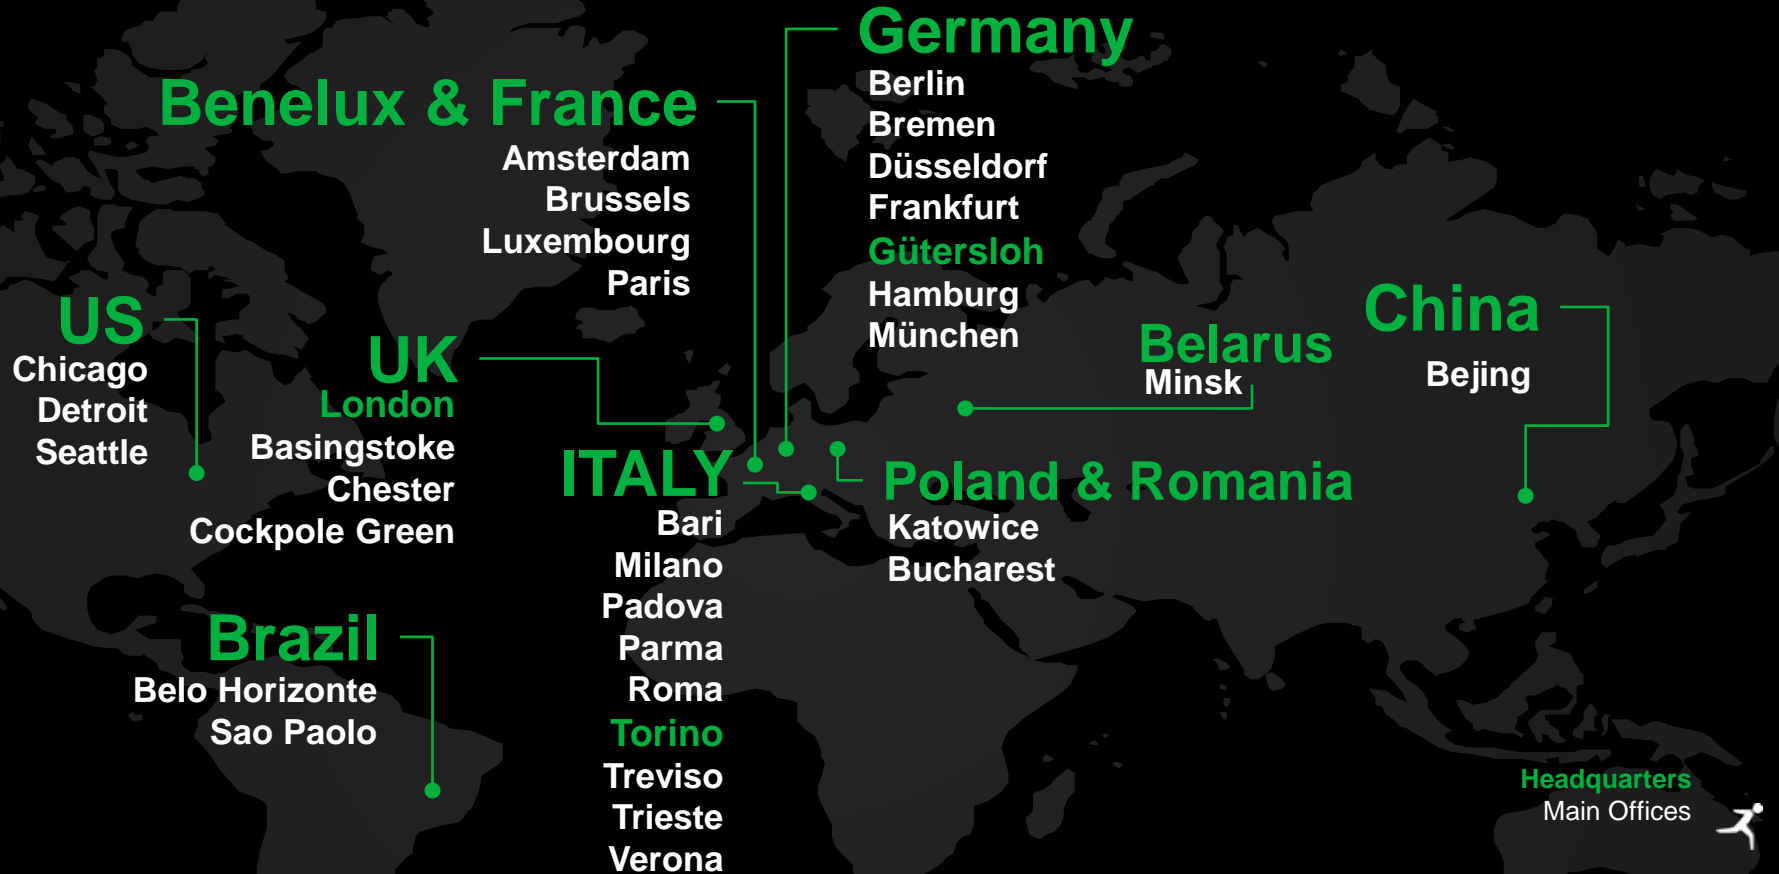 Germany
Berlin
Bremen
Düsseldorf
Frankfurt
Gütersloh
Hamburg
München
Benelux & France
Amsterdam
Brussels
Luxembourg
Paris
US
Chicago
Detroit
Seattle
UK
London
Basingstoke
Chester
Cockpole Green
Belarus
Minsk
China
Bejing
ITALY
Bari
Milano
Padova
Parma
Roma
Torino
Treviso
Trieste
Verona
Poland & Romania
Katowice
Bucharest
Brazil
Belo Horizonte
Sao Paolo
Headquarters
Main Offices